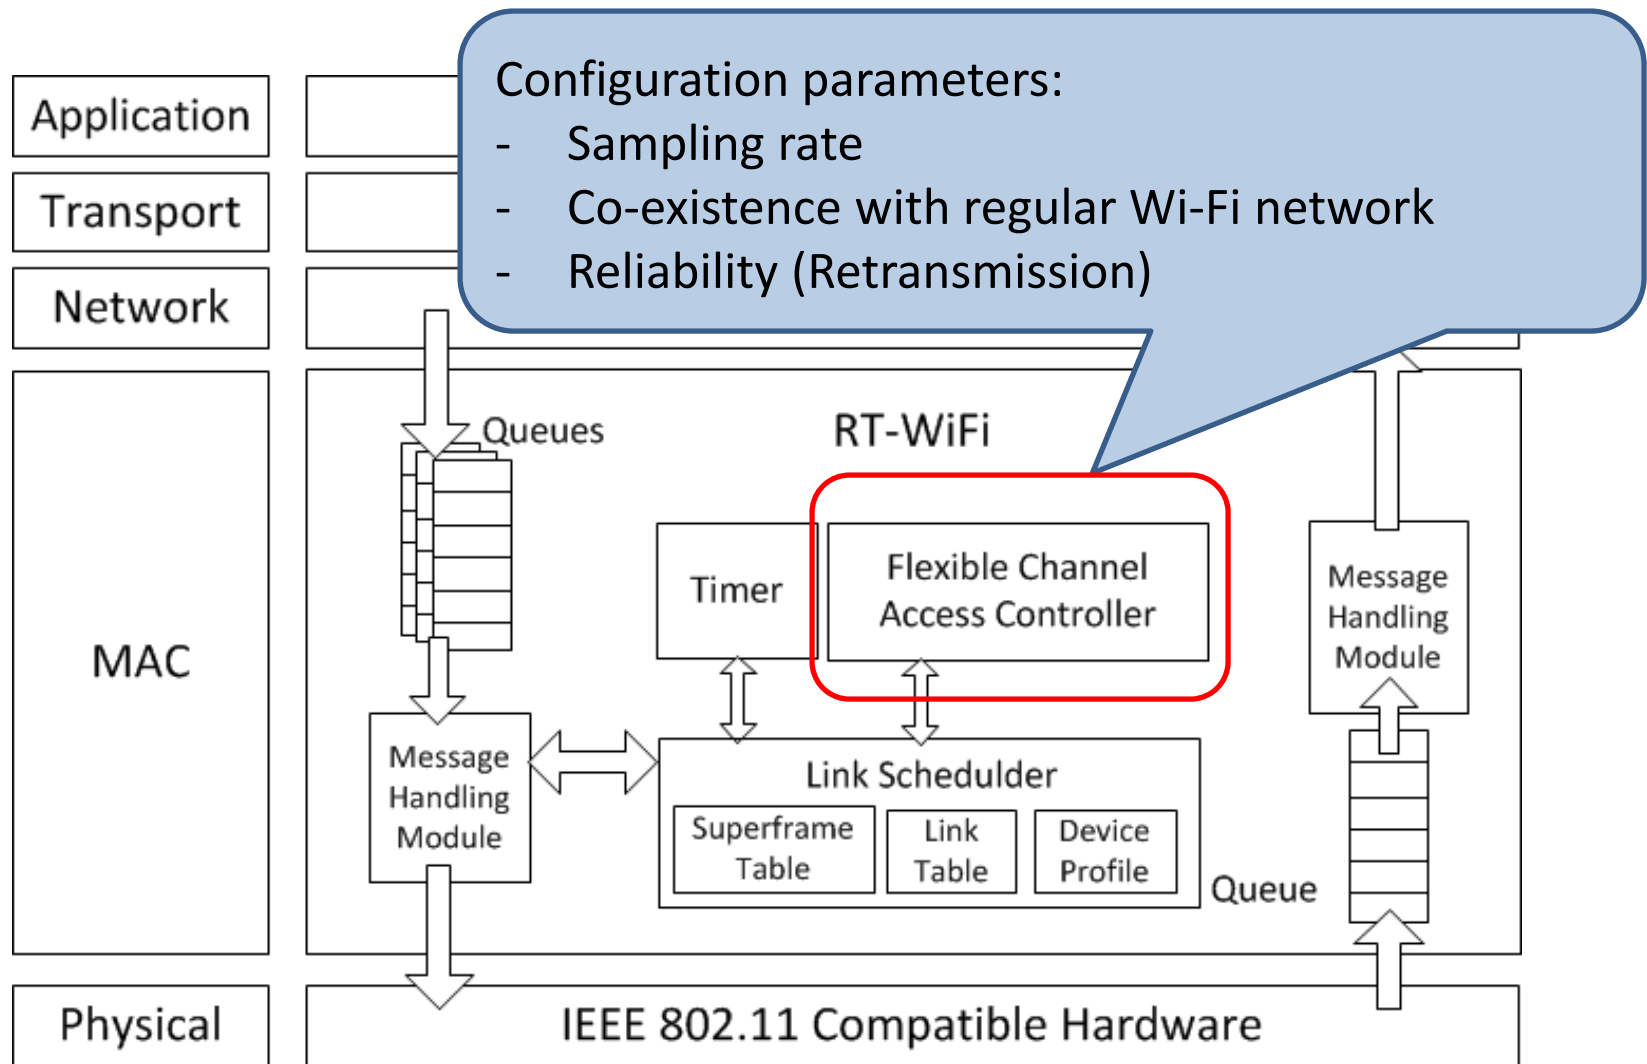 Configuration parameters:
- Sampling rate
- Co-existence with regular Wi-Fi network
- Reliability (Retransmission)
Application
Transport
Network
MAC
Physical
RT-WiFi
Queues
Timer
Flexible Channel
Access Controller
Message
Handling
Module
Message
Handling
Module
Link Schedulder
Superframe
Table
Link
Table
Device
Profile
Queue
IEEE 802.11 Compatible Hardware